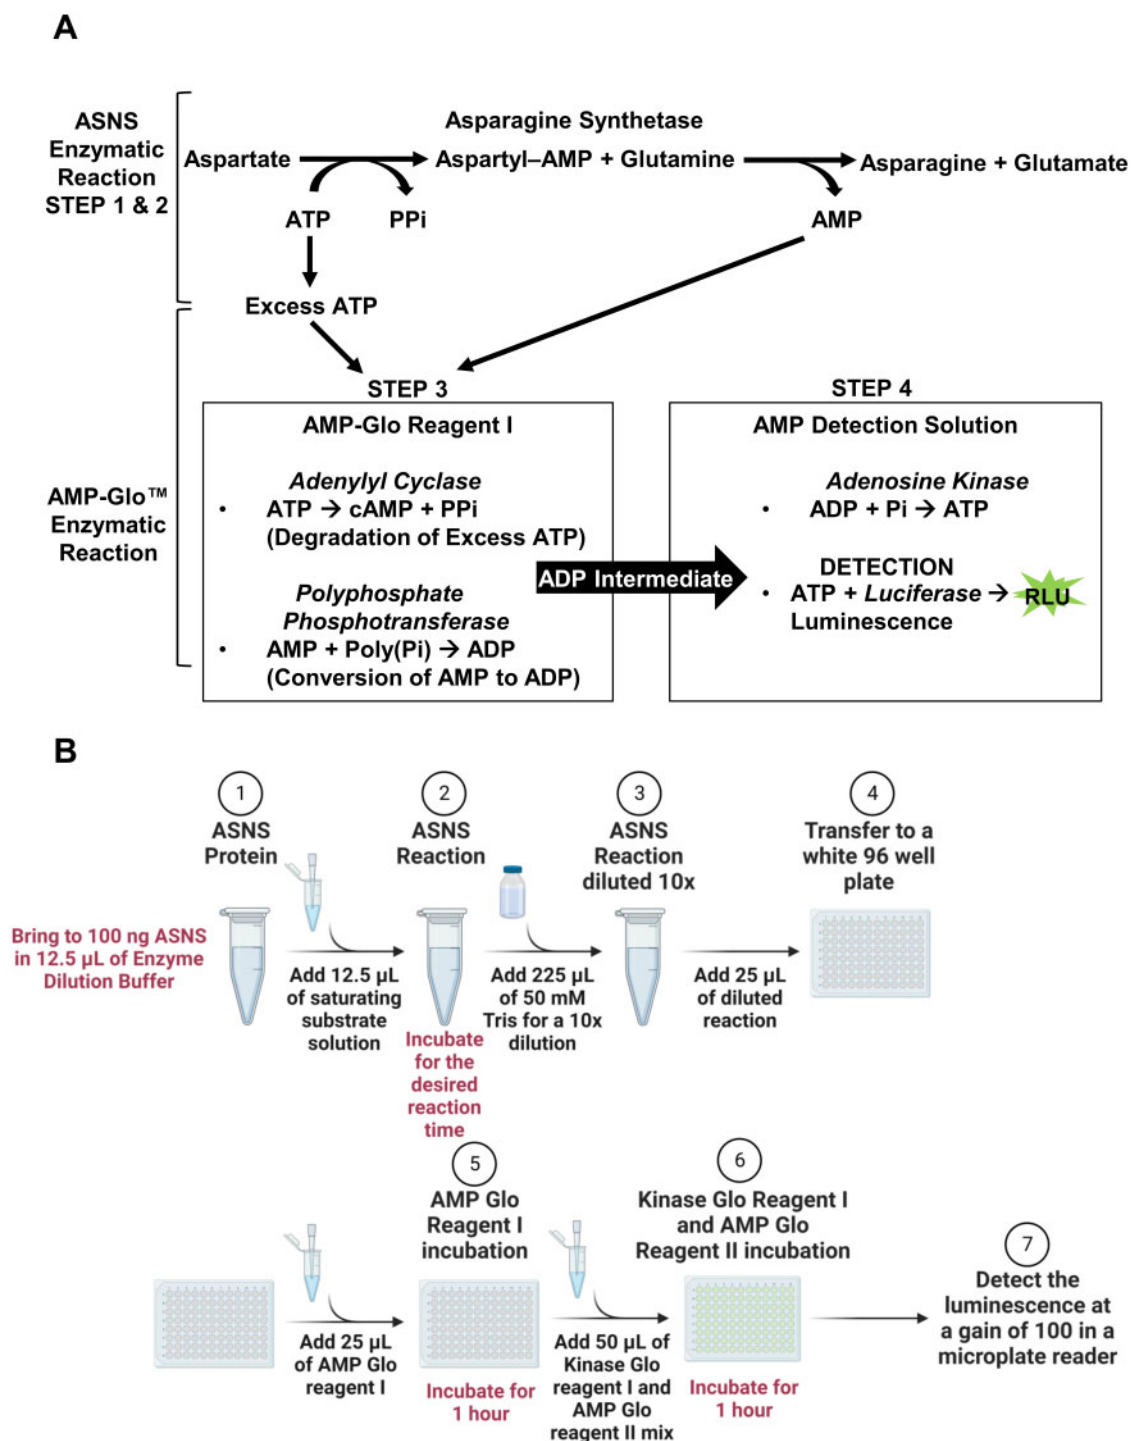 A
ASNS
Enzymatic
Reaction
STEP 1 & 2
Asparagine Synthetase
Aspartate
Aspartyl–AMP + Glutamine
Asparagine + Glutamate
ATP
PPi
AMP
Excess ATP
AMP-Glo™
Enzymatic
Reaction
STEP 3
AMP-Glo Reagent I
Adenylyl Cyclase
• ATP → cAMP + PPi
(Degradation of Excess ATP)
Polyphosphate
Phosphotransferase
• AMP + Poly(Pi) → ADP
(Conversion of AMP to ADP)
ADP Intermediate
STEP 4
AMP Detection Solution
Adenosine Kinase
• ADP + Pi → ATP
DETECTION
• ATP + Luciferase → RLU
Luminescence
B
1
ASNS
Protein
Bring to 100 ng ASNS
in 12.5 µL of Enzyme
Dilution Buffer
Add 12.5 µL
of saturating
substrate
solution
2
ASNS
Reaction
Incubate
for the
desired
reaction
time
Add 225 µL
of 50 mM
Tris for a 10x
dilution
3
ASNS
Reaction
diluted 10x
Add 25 µL
of diluted
reaction
4
Transfer to a
white 96 well
plate
Add 25 µL
of AMP Glo
reagent I
5
AMP Glo
Reagent I
incubation
Incubate for
1 hour
Add 50 µL of
Kinase Glo
reagent I and
AMP Glo
reagent II mix
6
Kinase Glo Reagent I
and AMP Glo
Reagent II incubation
Incubate for
1 hour
7
Detect the
luminescence at
a gain of 100 in a
microplate reader